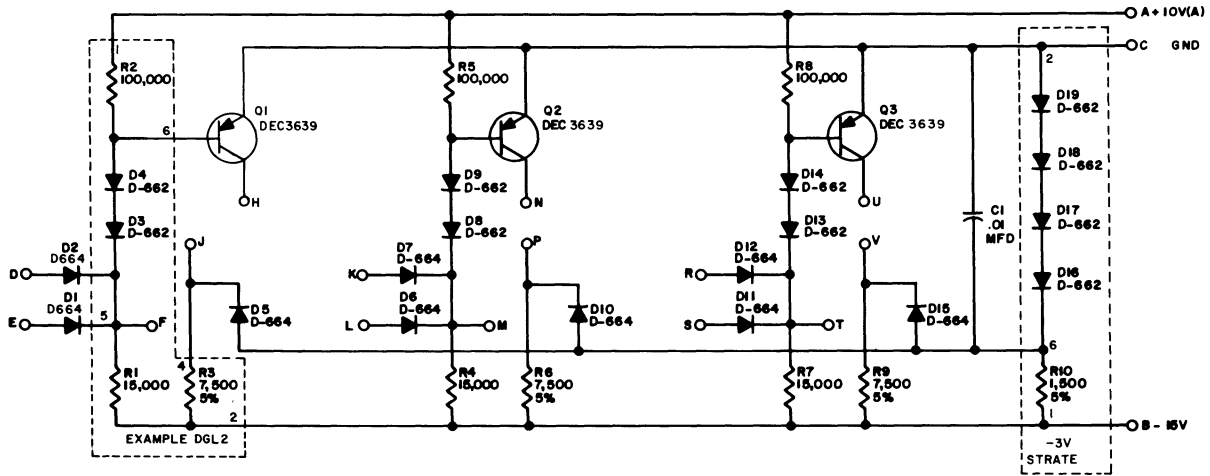 A+10V(A)
C GND
1
2
R2
100,000
R5
100,000
R8
100,000
Q1
DEC3639
Q2
DEC 3639
Q3
DEC 3639
6
D19
D-662
D18
D-662
D17
D-662
D16
D-662
D4
D-662
D9
D-662
D14
D-662
H
N
U
C1
.01
MFD
D3
D-662
D8
D-662
D13
D-662
J
P
V
D2
D664
D7
D-664
D12
D-664
D
K
R
D1
D664
D6
D-664
D11
D-664
E
5
F
L
M
S
T
D5
D-664
D10
D-664
D15
D-664
6
4
R1
15,000
R3
7,500
5%
R4
15,000
R6
7,500
5%
R7
15,000
R9
7,500
5%
R10
1,500
5%
2
1
B-15V
EXAMPLE DGL2
-3V
STRATE